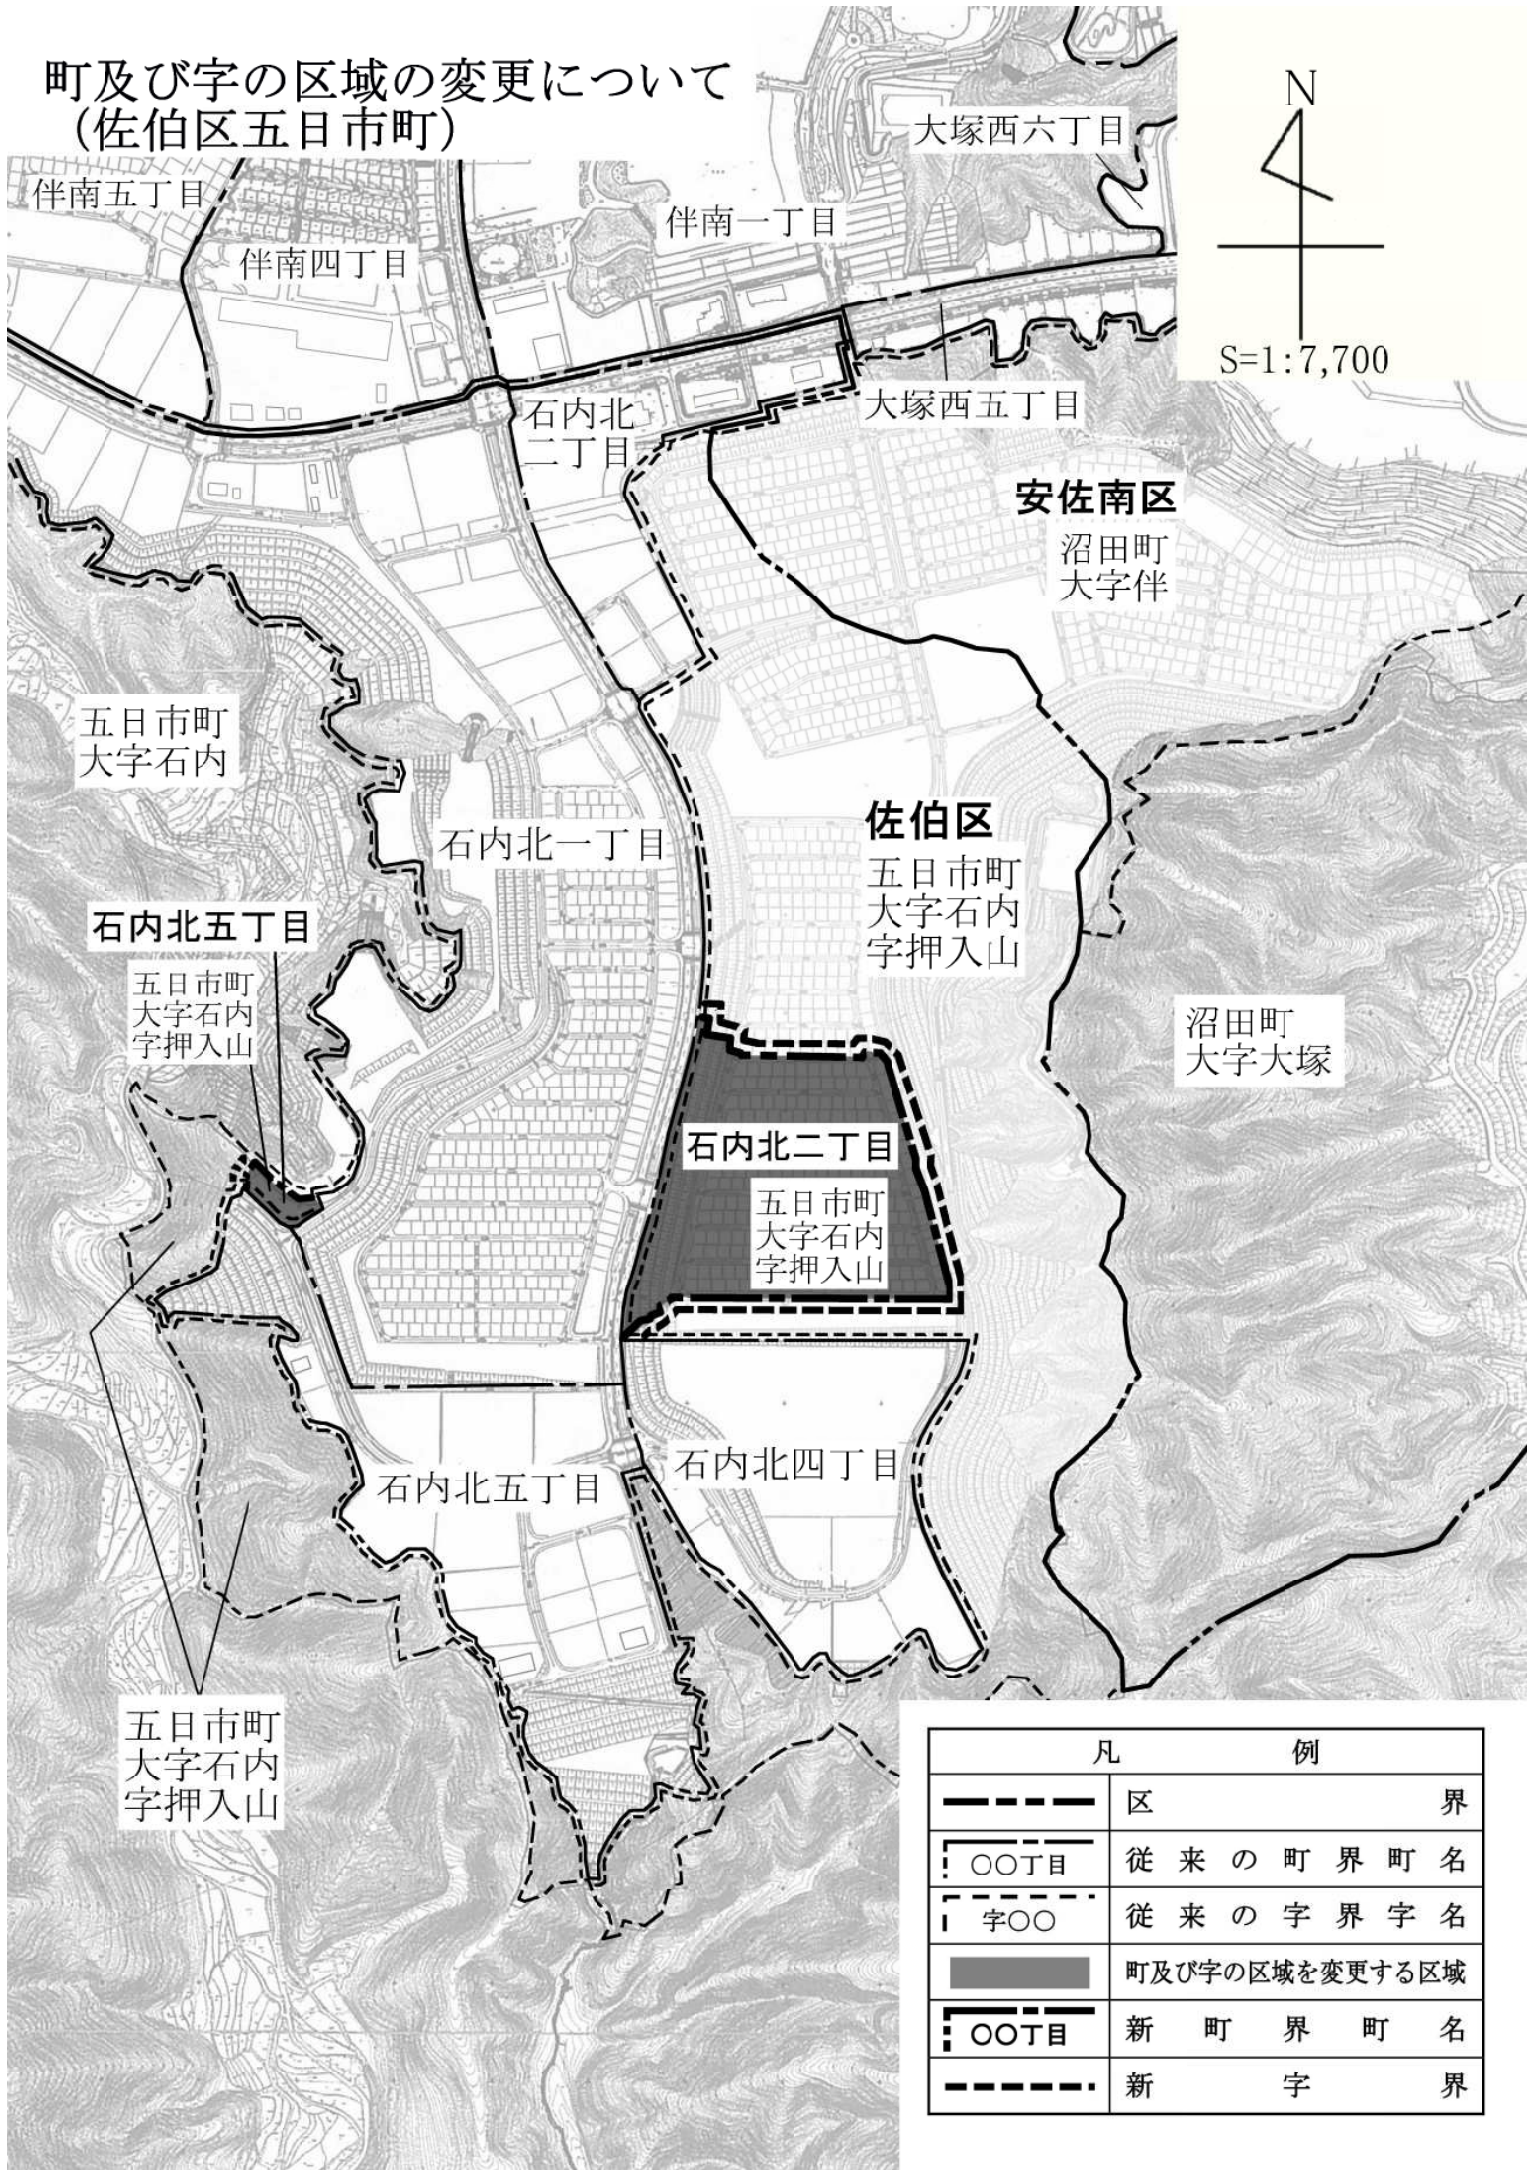 町及び字の区域の変更について
（佐伯区五日市町）
大塚西六丁目
N
S=1:7,700
伴南五丁目
伴南一丁目
伴南四丁目
石内北
二丁目
大塚西五丁目
安佐南区
沼田町
大字伴
五日市町
大字石内
石内北一丁目
佐伯区
五日市町
大字石内
字押入山
石内北五丁目
五日市町
大字石内
字押入山
沼田町
大字大塚
石内北二丁目
五日市町
大字石内
字押入山
石内北四丁目
石内北五丁目
五日市町
大字石内
字押入山
凡例
区界
〇〇丁目 従来の町界町名
字〇〇 従来の字界字名
町及び字の区域を変更する区域
〇〇丁目 新町界町名
新字界